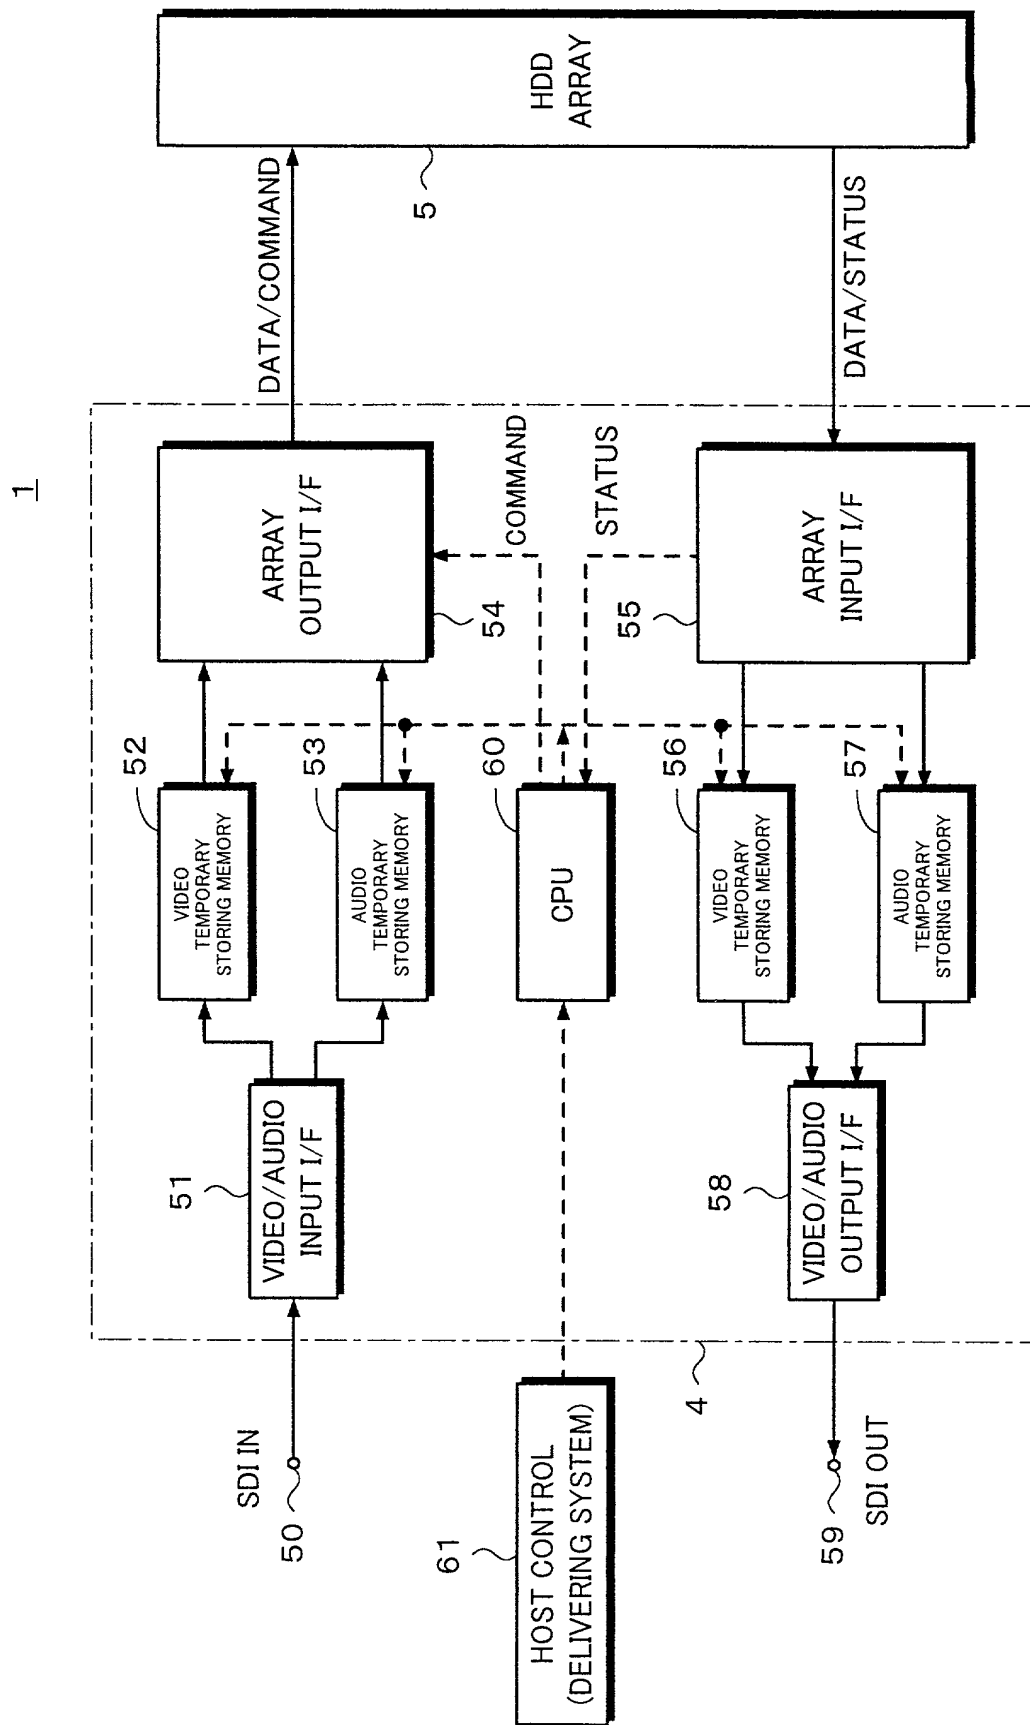 1
SDI IN
50
51
VIDEO/AUDIO
INPUT I/F
52
VIDEO
TEMPORARY
STORING MEMORY
53
AUDIO
TEMPORARY
STORING MEMORY
ARRAY
OUTPUT I/F
54
DATA/COMMAND
HDD
ARRAY
5
HOST CONTROL
(DELIVERING SYSTEM)
61
60
CPU
COMMAND
STATUS
4
SDI OUT
59
58
VIDEO/AUDIO
OUTPUT I/F
56
VIDEO
TEMPORARY
STORING MEMORY
57
AUDIO
TEMPORARY
STORING MEMORY
55
ARRAY
INPUT I/F
DATA/STATUS